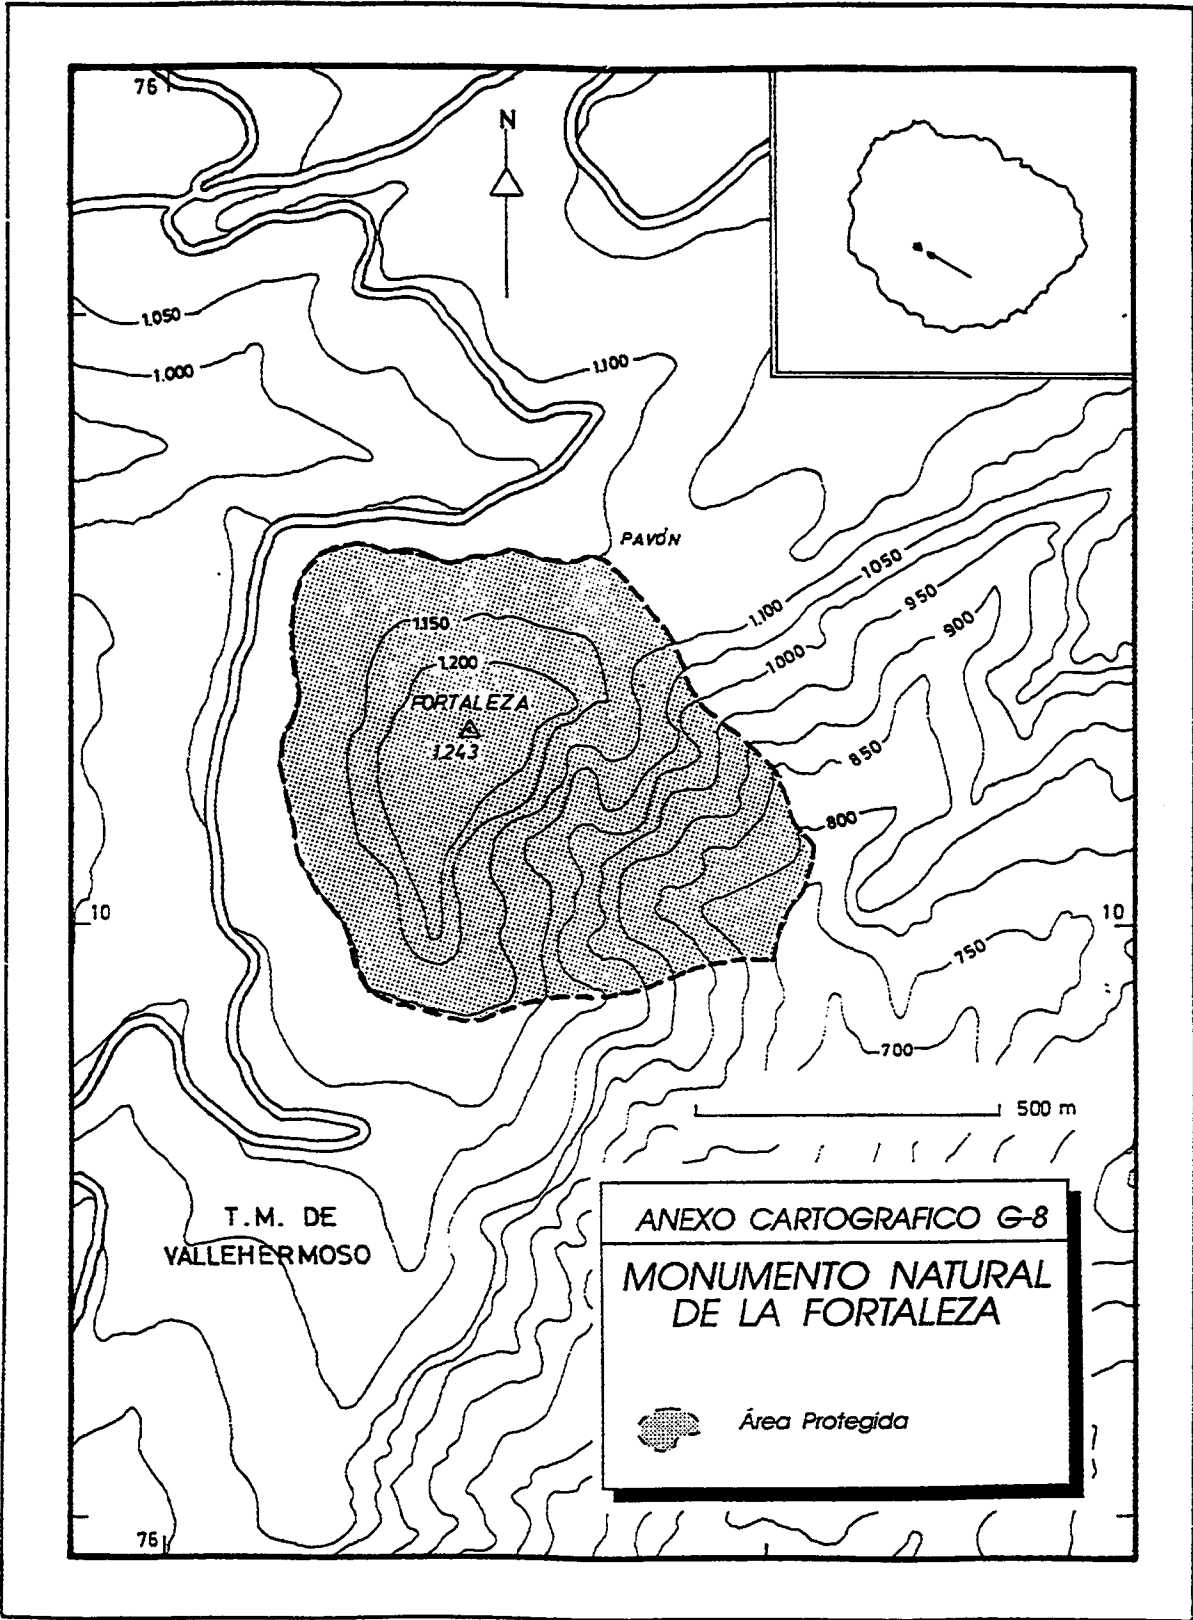 76
N
1.050
1.000
1.100
PAVÓN
1.100
1050
950
900
1000
1.150
1,200
FORTALEZA
1.243
850
800
10
10
750
700
500 m
T.M. DE
VALLEHERMOSO
ANEXO CARTOGRAFICO G-8
MONUMENTO NATURAL
DE LA FORTALEZA
Área Protegida
76